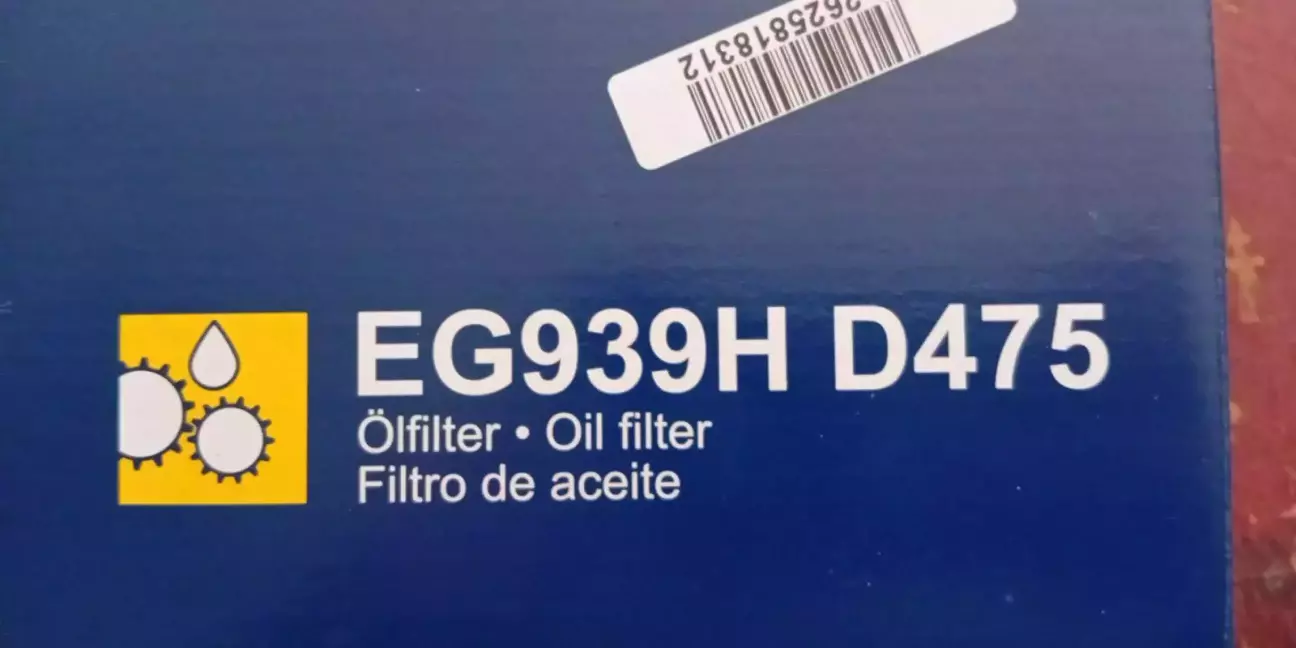 2625818312
EG939H D475
Ölfilter • Oil filter
Filtro de aceite